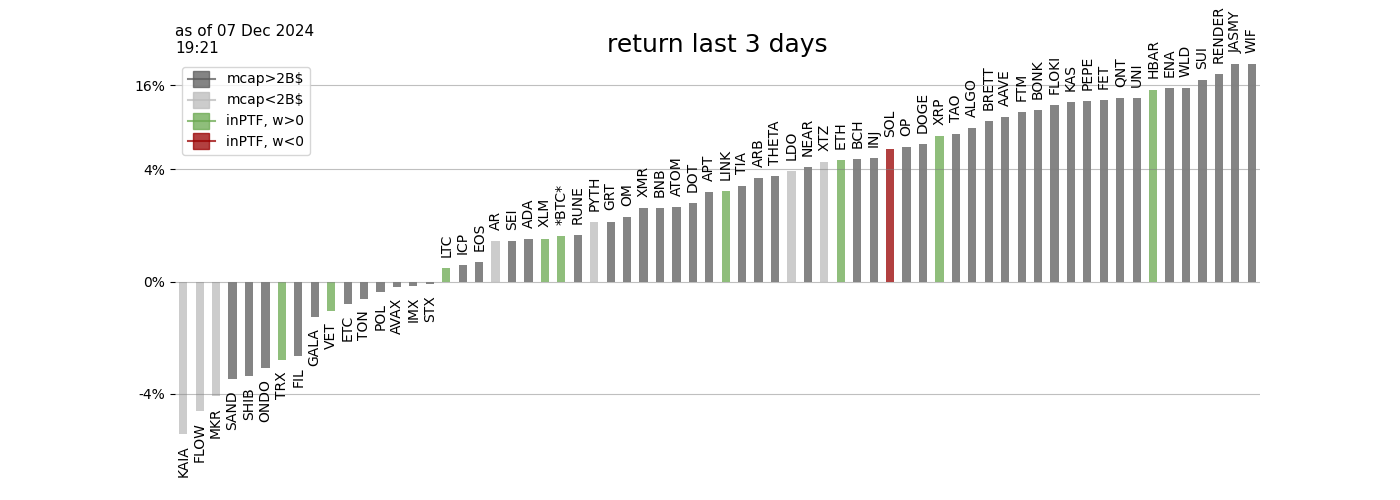 as of 07 Dec 2024
19:21
return last 3 days
mcap>2B$
mcap<2B$
inPTF, w>0
inPTF, w<0
16%
4%
0%
-4%
KAIA
FLOW
MKR
SAND
SHIB
ONDO
TRX
FIL
GALA
VET
ETC
TON
POL
AVAX
IMX
STX
LTC
ICP
EOS
AR
SEI
ADA
XLM
*BTC*
RUNE
PYTH
GRT
OM
XMR
BNB
ATOM
DOT
APT
LINK
TIA
ARB
THETA
LDO
NEAR
XTZ
ETH
BCH
INJ
SOL
OP
DOGE
XRP
TAO
ALGO
BRETT
AAVE
FTM
BONK
FLOKI
KAS
PEPE
FET
QNT
UNI
HBAR
ENA
WLD
SUI
RENDER
JASMY
WIF